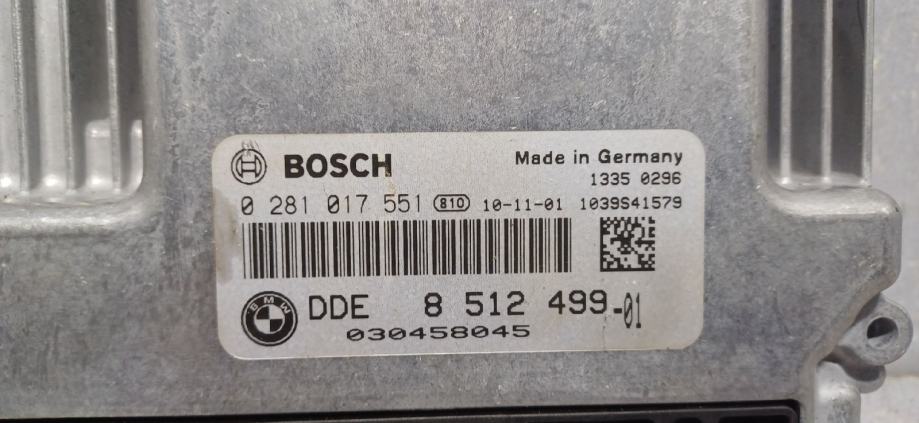 BOSCH Made in Germany
1335 0296
0 281 017 551 810 10-11-01 1039S41579
BMW DDE 8 512 499-01
030458045